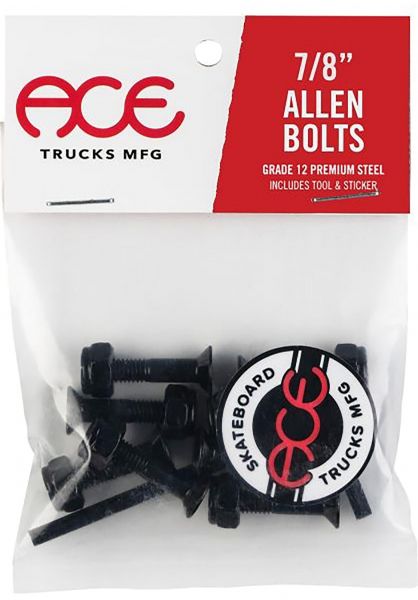 ACE
TRUCKS MFG
7/8"
ALLEN
BOLTS
GRADE 12 PREMIUM STEEL
INCLUDES TOOL & STICKER
SKATEBOARD
ACE
TRUCKS MFG